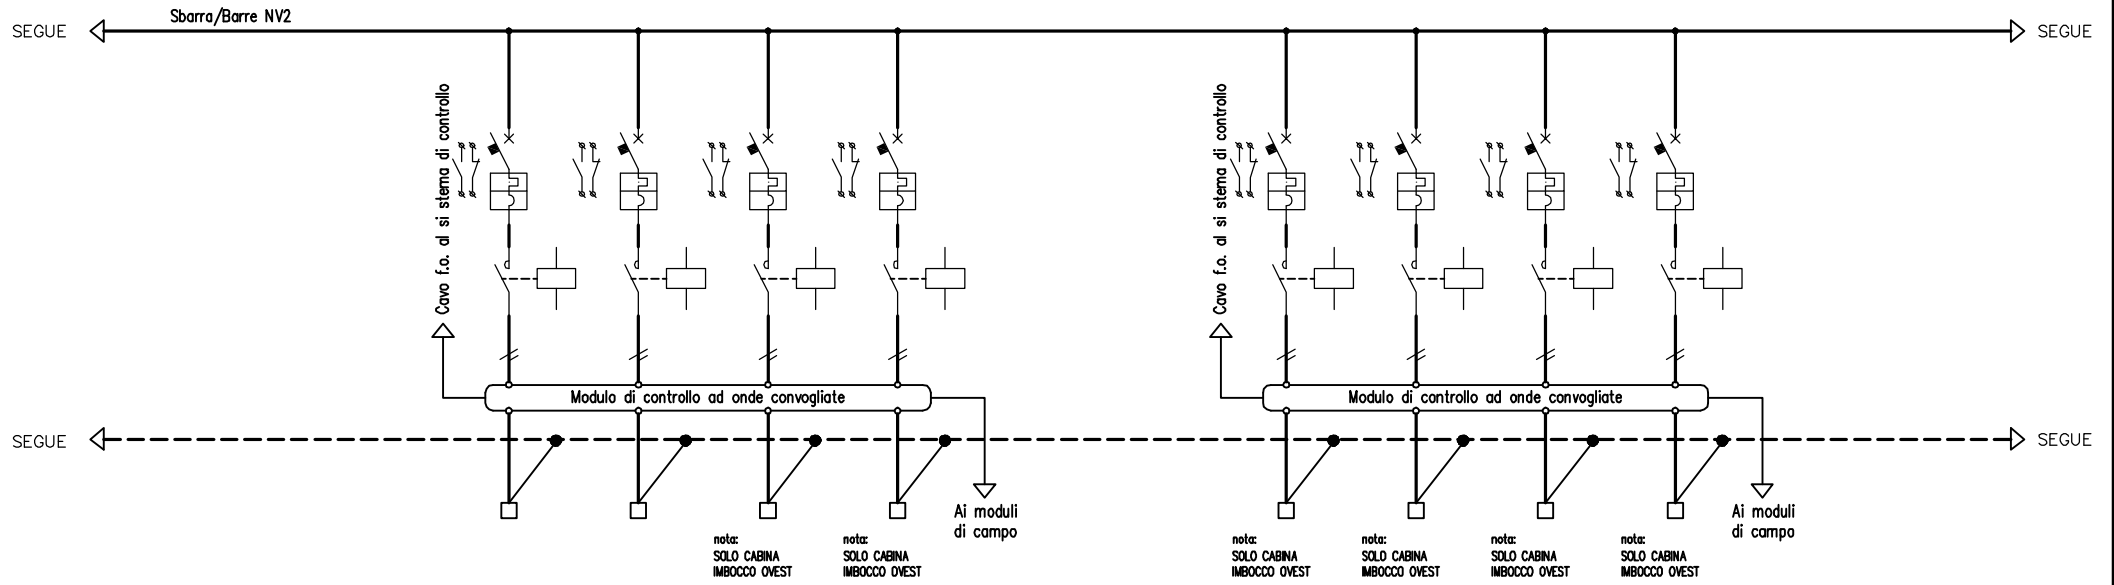 Sbarra/Barre NV2
SEGUE
SEGUE
Cavo f.o. al si stema di controllo
Cavo f.o. al si stema di controllo
Modulo di controllo ad onde convogliate
Modulo di controllo ad onde convogliate
SEGUE
SEGUE
Ai moduli
di campo
Ai moduli
di campo
nota:
SOLO CABINA
IMBOCCO OVEST
nota:
SOLO CABINA
IMBOCCO OVEST
nota:
SOLO CABINA
IMBOCCO OVEST
nota:
SOLO CABINA
IMBOCCO OVEST
nota:
SOLO CABINA
IMBOCCO OVEST
nota:
SOLO CABINA
IMBOCCO OVEST